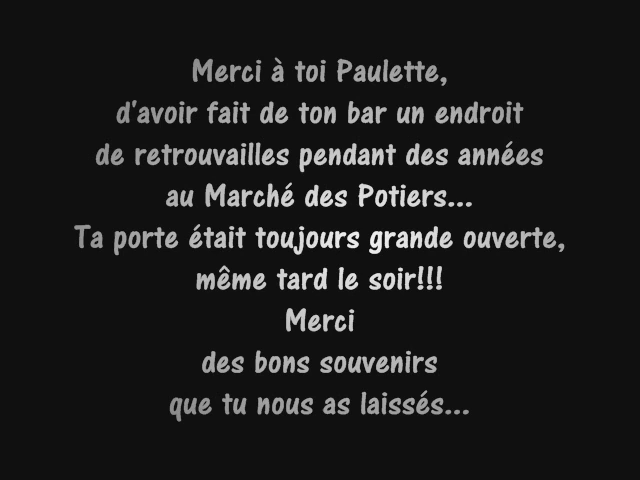 Merci à toi Paulette,
d'avoir fait de ton bar un endroit
de retrouvailles pendant des années
au Marché des Potiers...
Ta porte était toujours grande ouverte,
même tard le soir!!!
Merci
des bons souvenirs
que tu nous as laissés...